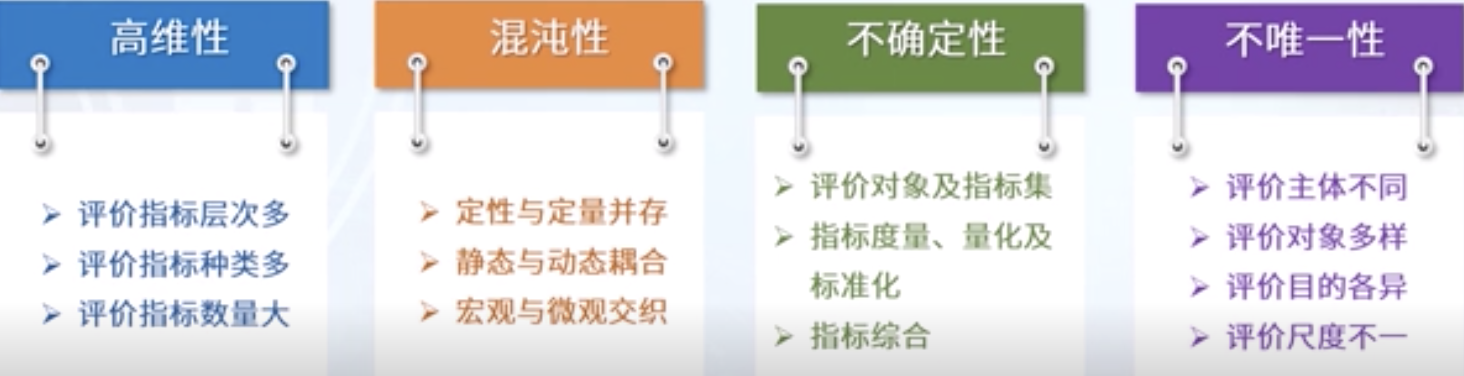 高维性
评价指标层次多
评价指标种类多
评价指标数量大
混沌性
定性与定量并存
静态与动态耦合
宏观与微观交织
不确定性
评价对象及指标集
指标度量、量化及
标准化
指标综合
不唯一性
评价主体不同
评价对象多样
评价目的各异
评价尺度不一